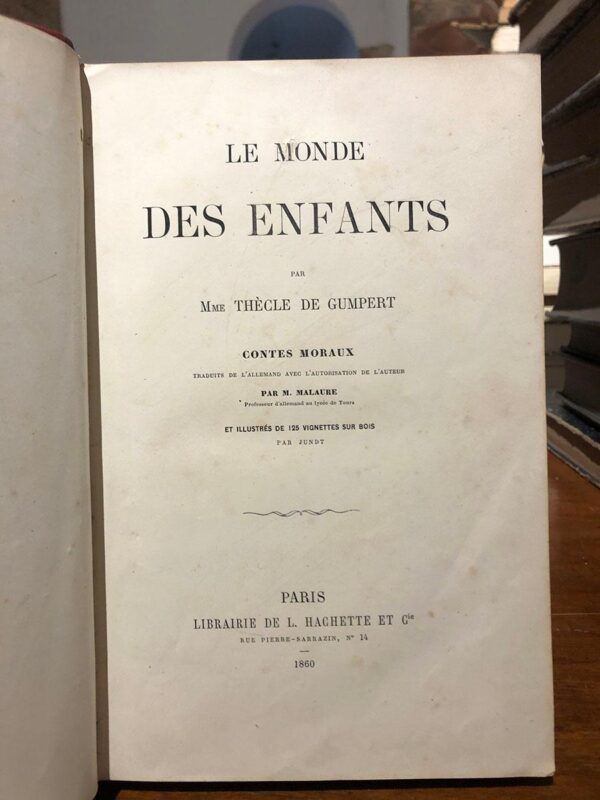 LE MONDE
DES ENFANTS
PAR
MME THÈCLE DE GUMPERT
CONTES MORAUX
TRADUITS DE L'ALLEMAND AVEC L'AUTORISATION DE L'AUTEUR
PAR M. MALAURE
Professeur d'allemand au lycée de Tours
ET ILLUSTRÉS DE 125 VIGNETTES SUR BOIS
PAR JUNDT
PARIS
LIBRAIRIE DE L. HACHETTE ET Cie
RUE PIERRE-SARRAZIN, No 14
1860